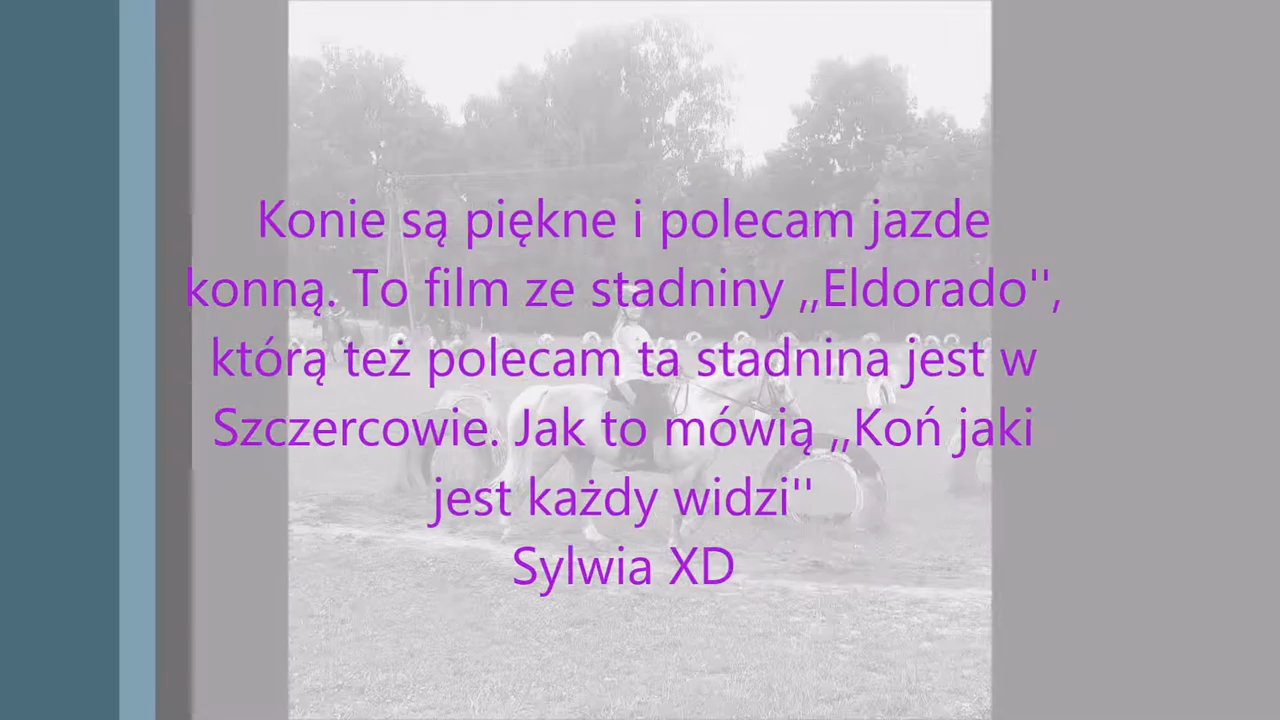 Konie są piękne i polecam jazde
konną. To film ze stadniny ,,Eldorado'',
którą też polecam ta stadnina jest w
Szczercowie. Jak to mówią ,,Koń jaki
jest każdy widzi''
Sylwia XD